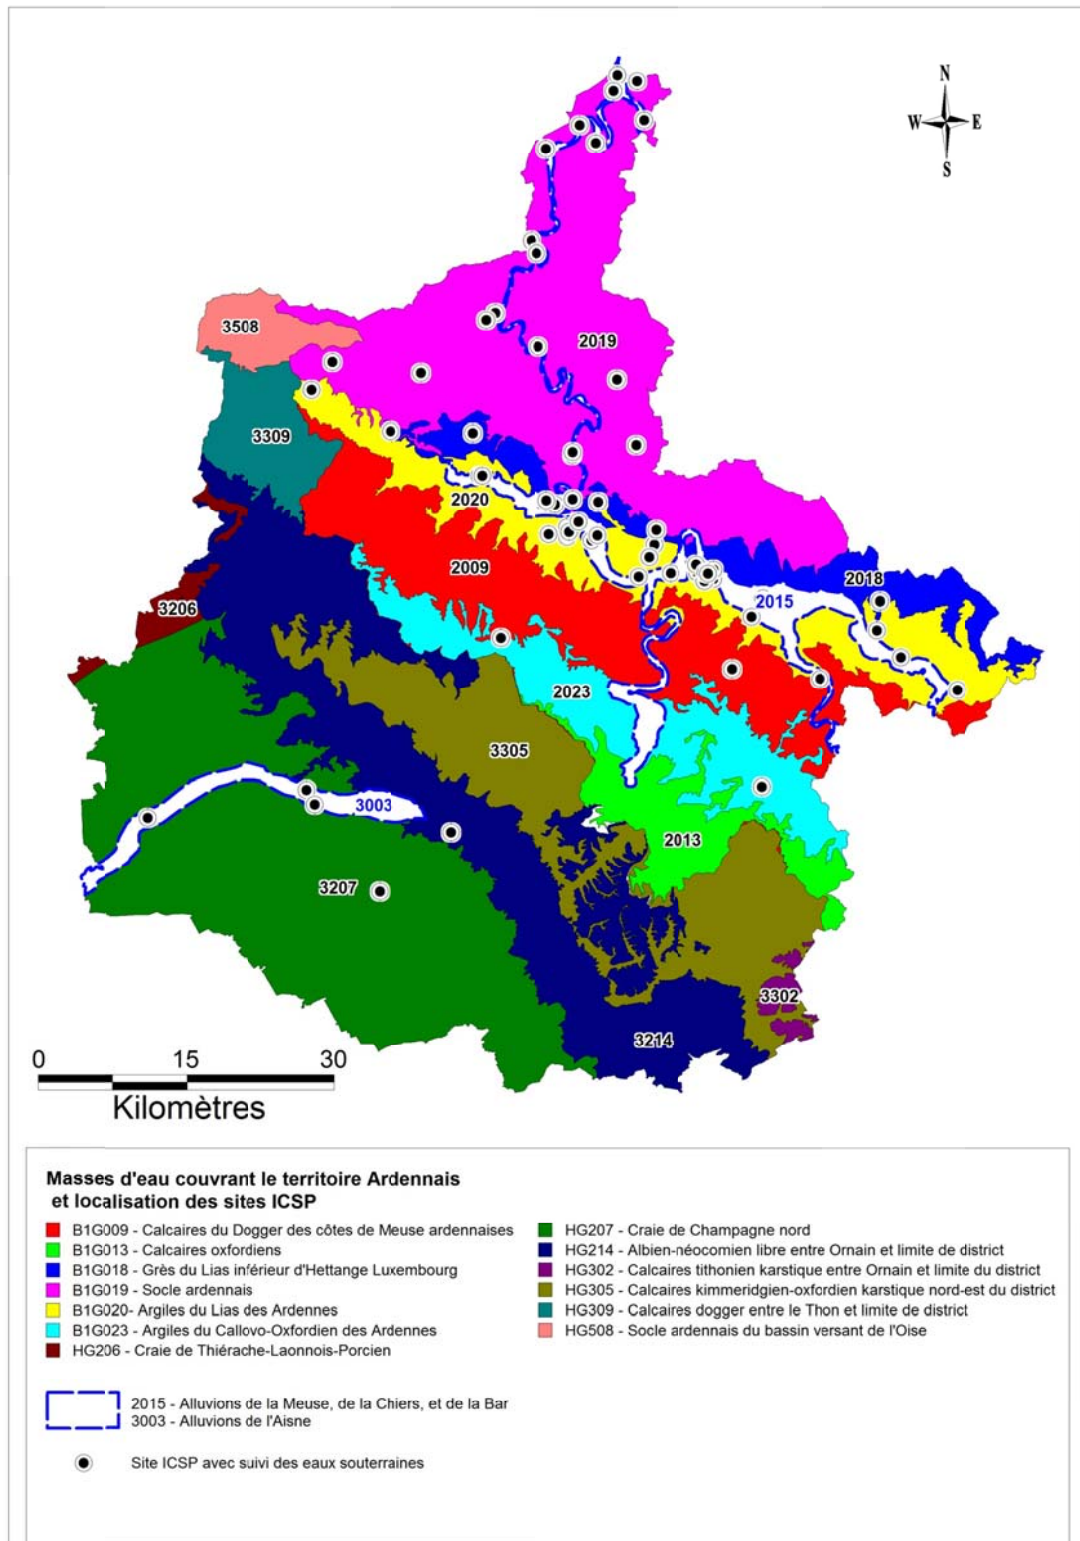 N
W E
S
3508
2019
3309
2020
2009
2018
3206
2015
2023
3305
3003
2013
3207
3302
3214
0 15 30
Kilomètres
Masses d'eau couvrant le territoire Ardennais
et localisation des sites ICSP
B1G009 - Calcaires du Dogger des côtes de Meuse ardennaises
B1G013 - Calcaires oxfordiens
B1G018 - Grès du Lias inférieur d'Hettange Luxembourg
B1G019 - Socle ardennais
B1G020- Argiles du Lias des Ardennes
B1G023 - Argiles du Callovo-Oxfordien des Ardennes
HG206 - Craie de Thiérache-Laonnois-Porcien
HG207 - Craie de Champagne nord
HG214 - Albien-néocomien libre entre Ornain et limite de district
HG302 - Calcaires tithonien karstique entre Ornain et limite du district
HG305 - Calcaires kimmeridgien-oxfordien karstique nord-est du district
HG309 - Calcaires dogger entre le Thon et limite de district
HG508 - Socle ardennais du bassin versant de l'Oise
2015 - Alluvions de la Meuse, de la Chiers, et de la Bar
3003 - Alluvions de l'Aisne
Site ICSP avec suivi des eaux souterraines